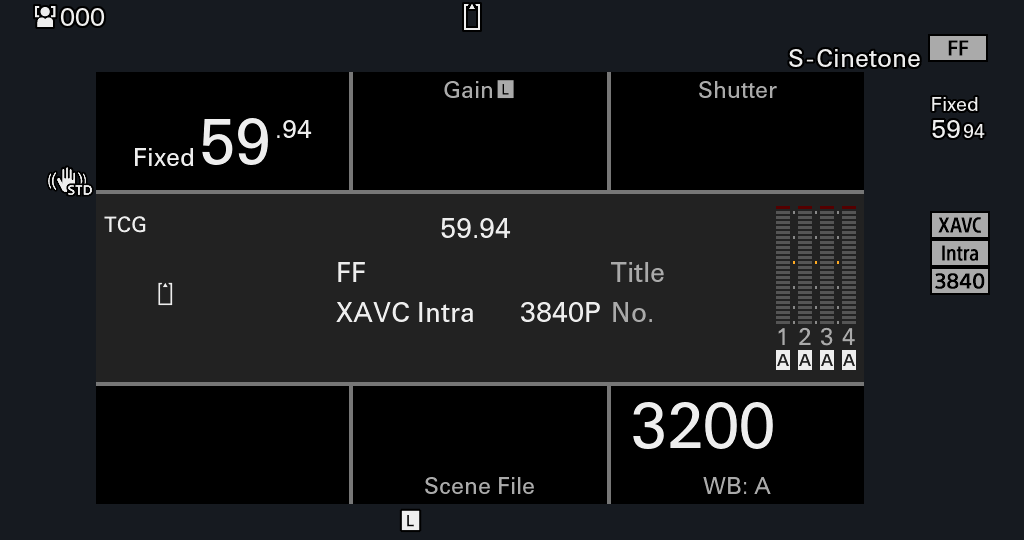 000
S-Cinetone FF
Gain L
Shutter
Fixed 59.94
Fixed
5994
STD
TCG
59.94
FF
Title
XAVC Intra 3840P
No.
1 2 3 4
A A A A
XAVC
Intra
3840
3200
Scene File
WB: A
L